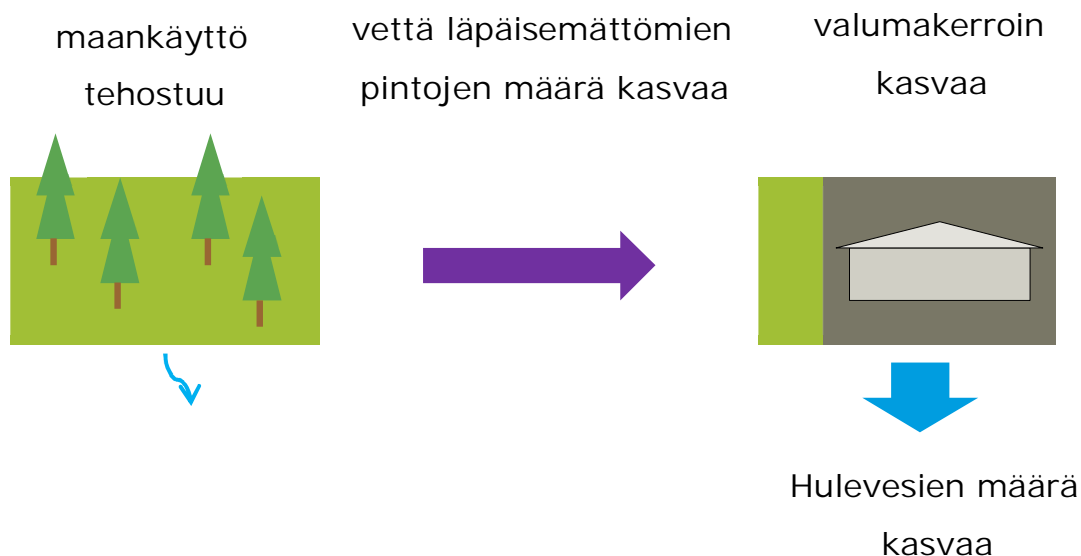 maankäyttö
tehostuu
vettä läpäisemättömien
pintojen määrä kasvaa
valumakerroin
kasvaa
Hulevesien määrä
kasvaa